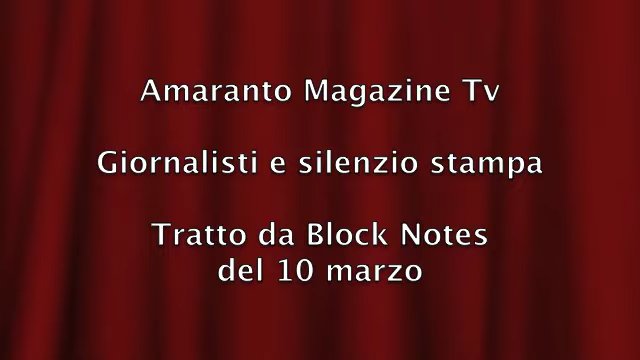 Amaranto Magazine Tv
Giornalisti e silenzio stampa
Tratto da Block Notes
del 10 marzo